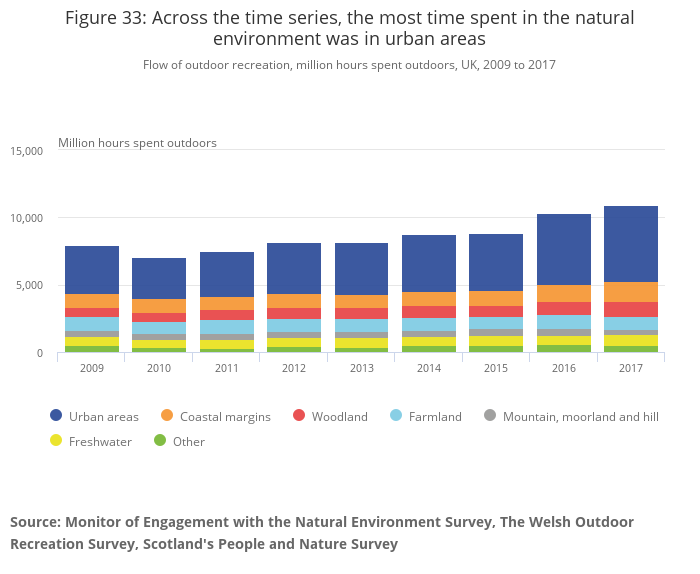 Figure 33: Across the time series, the most time spent in the natural
environment was in urban areas
Flow of outdoor recreation, million hours spent outdoors, UK, 2009 to 2017
Million hours spent outdoors
15,000
10,000
5,000
0
2009 2010 2011 2012 2013 2014 2015 2016 2017
Urban areas Coastal margins Woodland Farmland Mountain, moorland and hill
Freshwater Other
Source: Monitor of Engagement with the Natural Environment Survey, The Welsh Outdoor
Recreation Survey, Scotland's People and Nature Survey